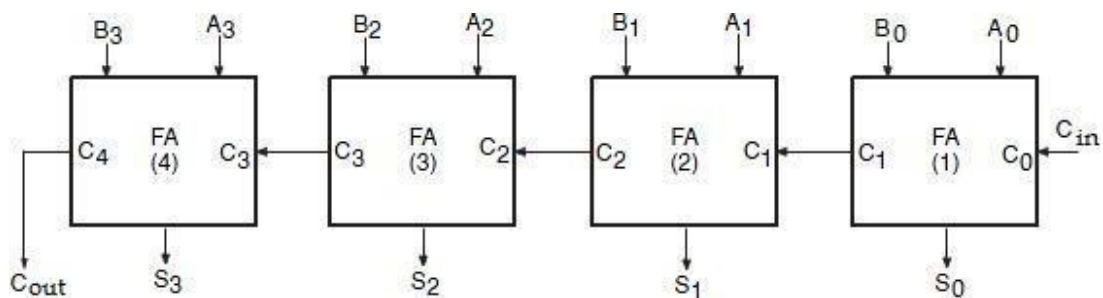 B3 A3 B2 A2 B1 A1 B0 A0
FA FA FA FA Cin
C4 (4) C3 C3 (3) C2 C2 (2) C1 C1 (1) C0
Cout S3 S2 S1 S0